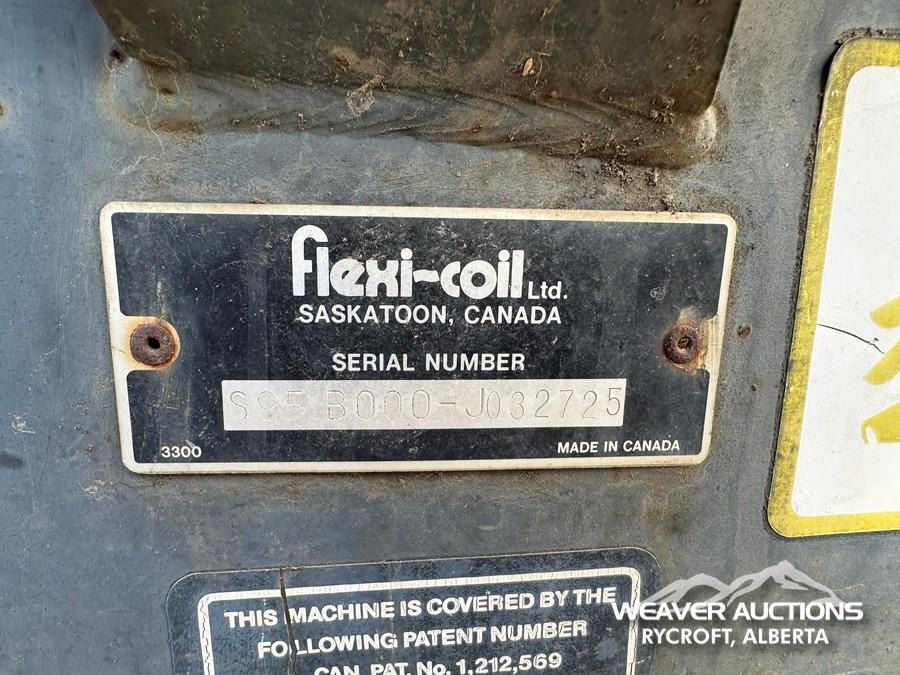 flexi-coil Ltd.
SASKATOON, CANADA
SERIAL NUMBER
S95 B000-J032725
3300 MADE IN CANADA
THIS MACHINE IS COVERED BY THE
FOLLOWING PATENT NUMBER
CAN. PAT. No. 1,212,569
WEAVER AUCTIONS
RYCROFT, ALBERTA